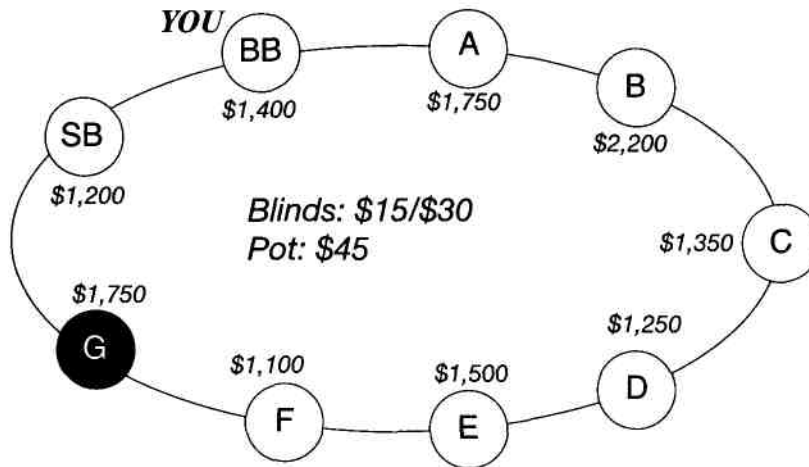 YOU
BB
A
$1,400
$1,750
B
$2,200
SB
$1,200
Blinds: $15/$30
Pot: $45
$1,350
C
$1,750
G
$1,250
D
$1,100
F
$1,500
E